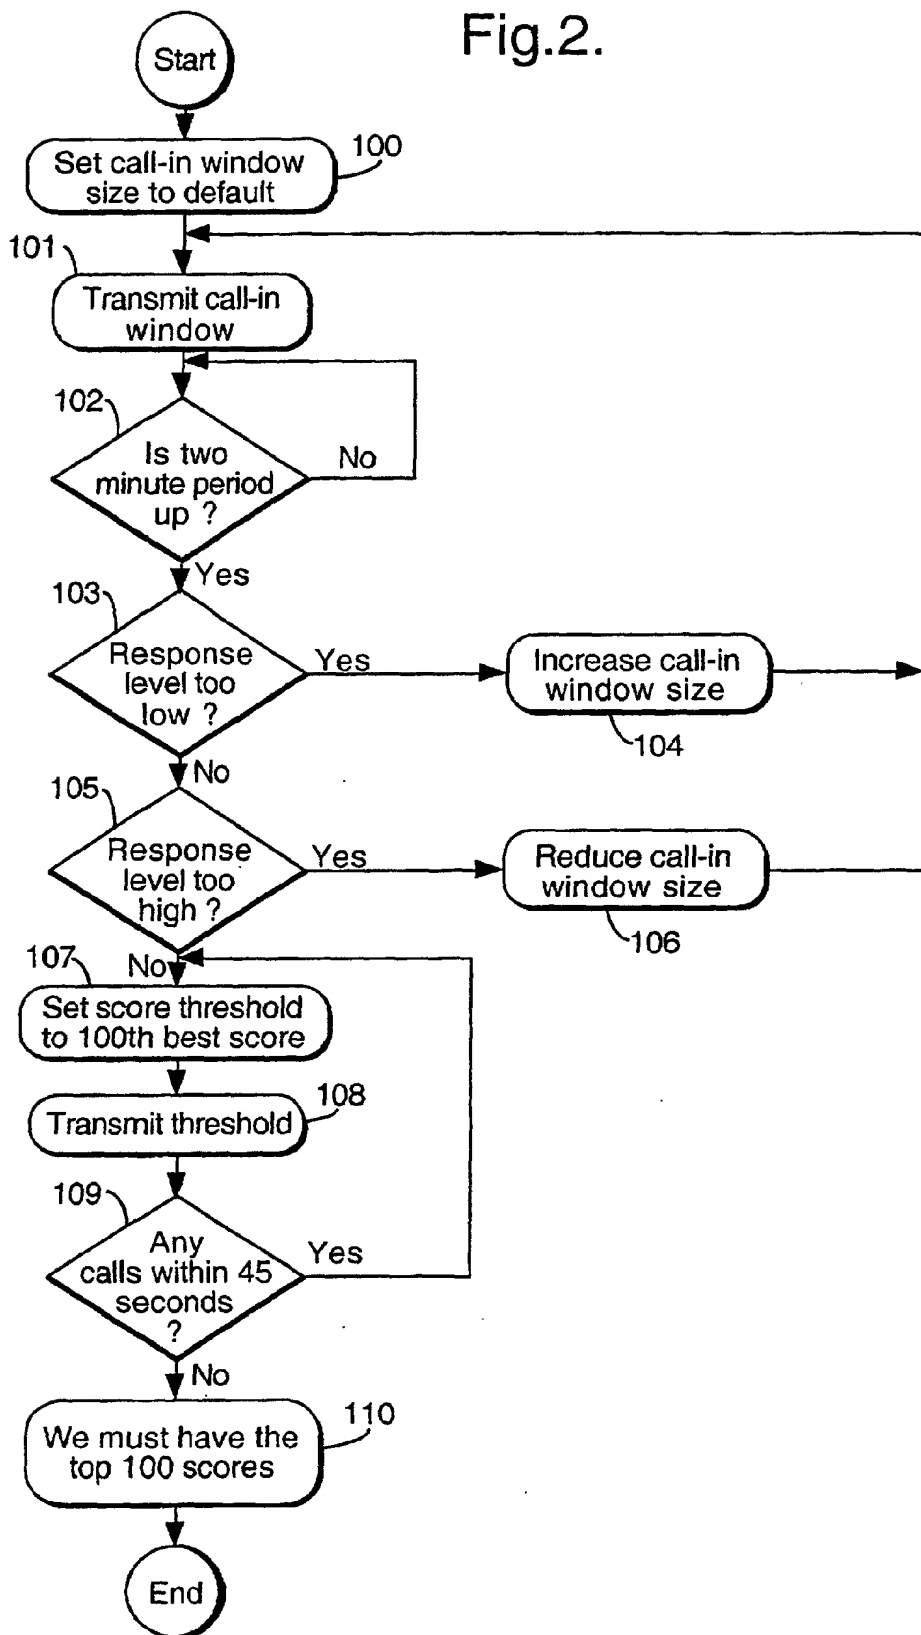 Fig.2.
Start
Set call-in window
size to default
100
101
Transmit call-in
window
102
Is two
minute period
up ?
No
Yes
103
Response
level too
low ?
Yes
Increase call-in
window size
104
No
105
Response
level too
high ?
Yes
Reduce call-in
window size
106
107
No
Set score threshold
to 100th best score
Transmit threshold
108
109
Any
calls within 45
seconds
?
Yes
No
We must have the
top 100 scores
110
End